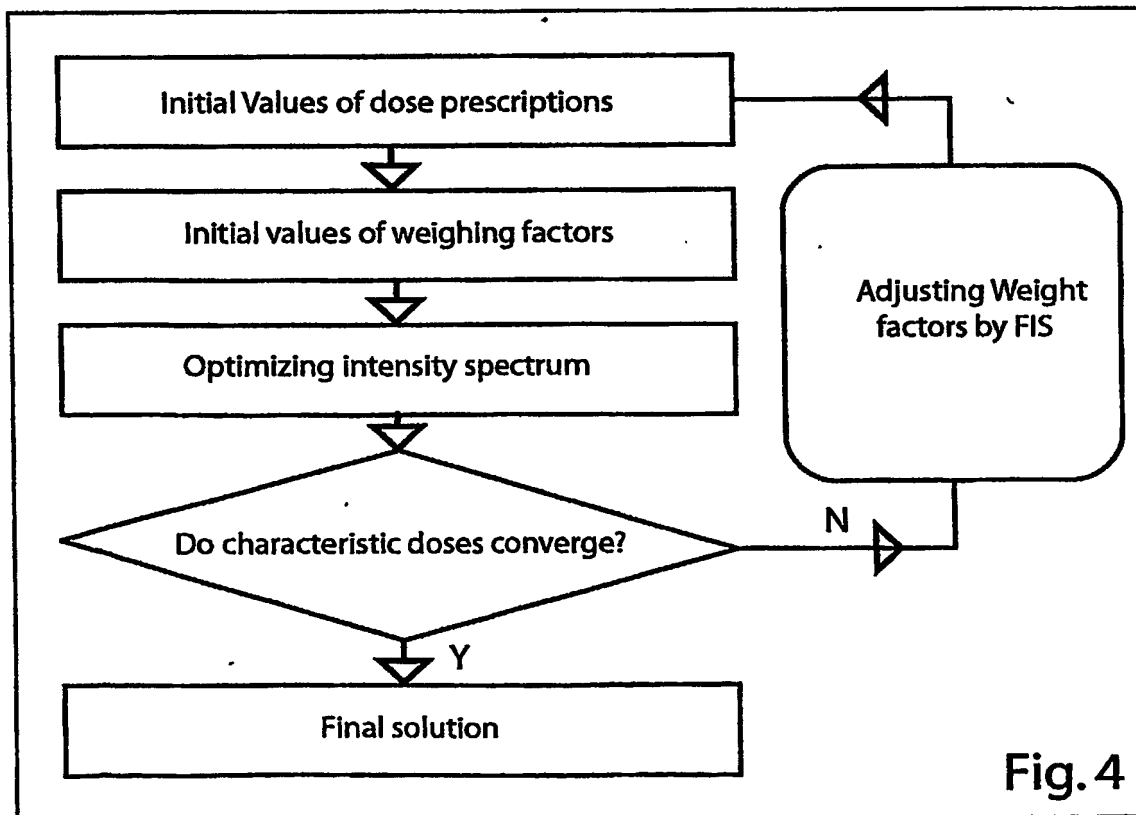 Initial Values of dose prescriptions
Initial values of weighing factors
Optimizing intensity spectrum
Do characteristic doses converge?
N
Adjusting Weight
factors by FIS
Y
Final solution
Fig. 4